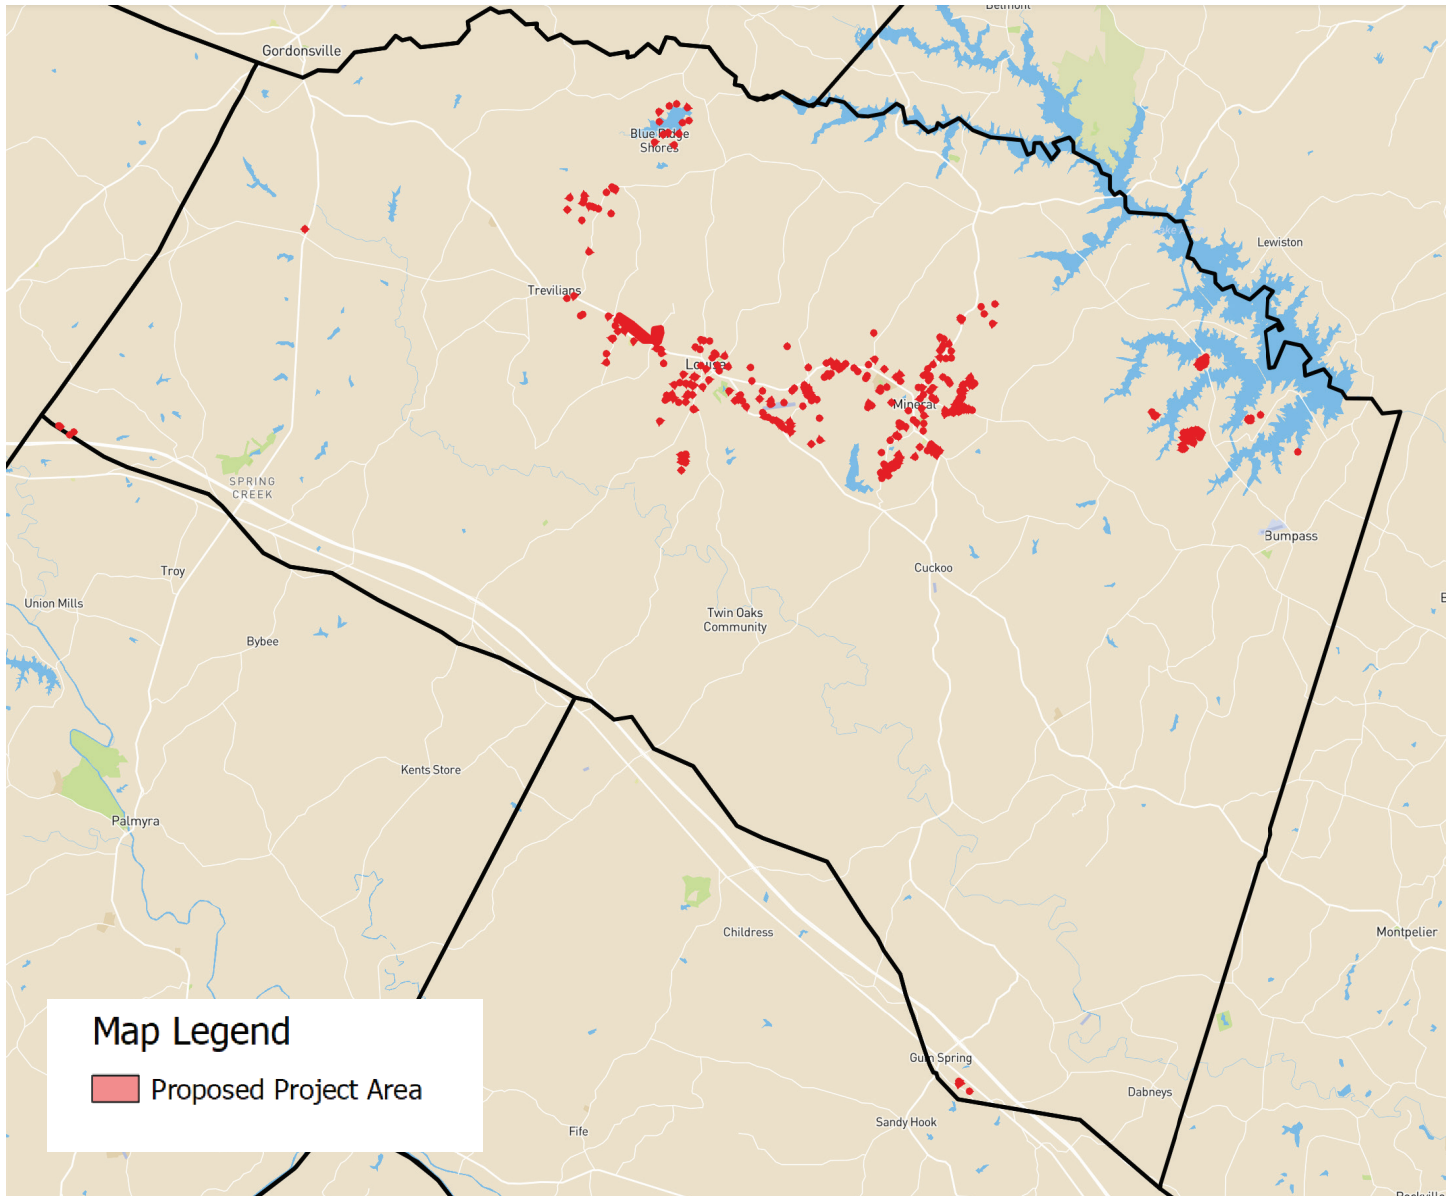 Belmont
Gordonsville
Blue Ridge
Shores
Lewiston
Trevilians
Louisa
Mineral
SPRING
CREEK
Bumpass
Troy
Cuckoo
Union Mills
Twin Oaks
Community
Bybee
Kents Store
Palmyra
Childress
Montpelier
Map Legend
Gum Spring
Proposed Project Area
Dabneys
Sandy Hook
Fife